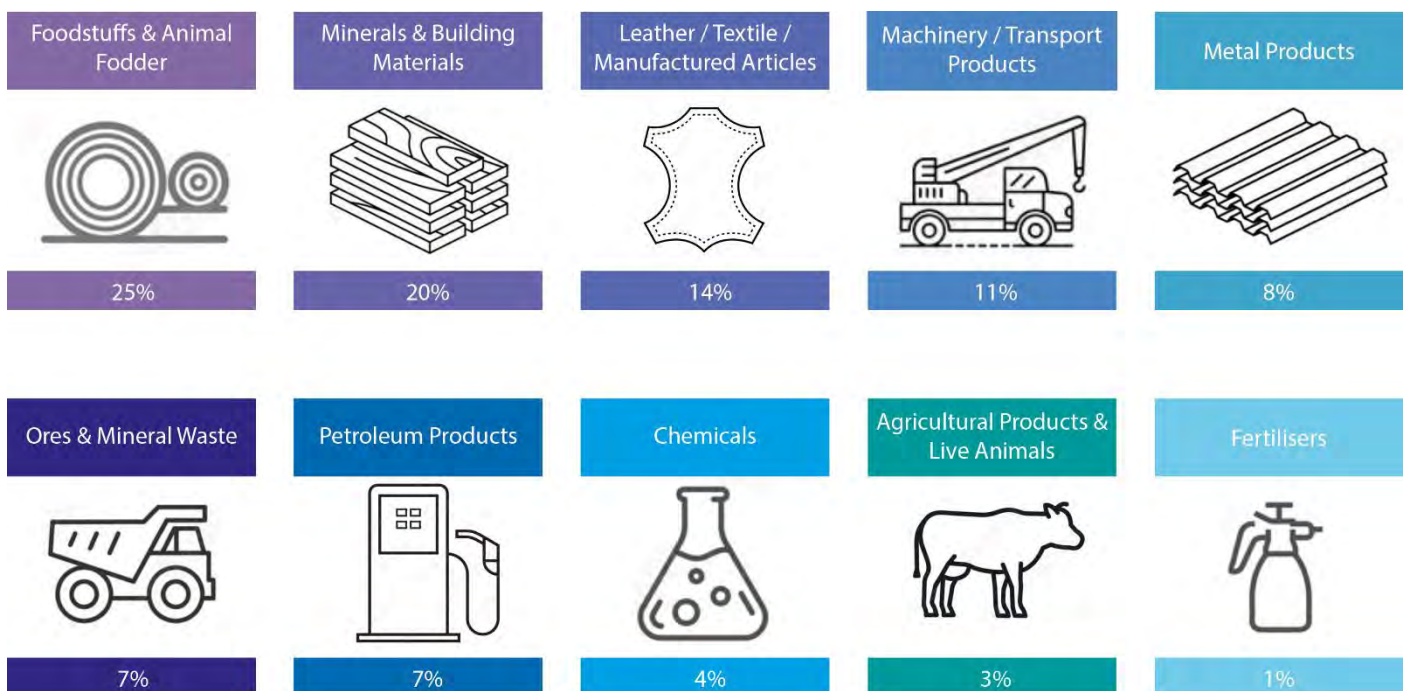 Foodstuffs & Animal
Fodder
Minerals & Building
Materials
Leather / Textile /
Manufactured Articles
Machinery / Transport
Products
Metal Products
25%
20%
14%
11%
8%
Ores & Mineral Waste
Petroleum Products
Chemicals
Agricultural Products &
Live Animals
Fertilisers
7%
7%
4%
3%
1%